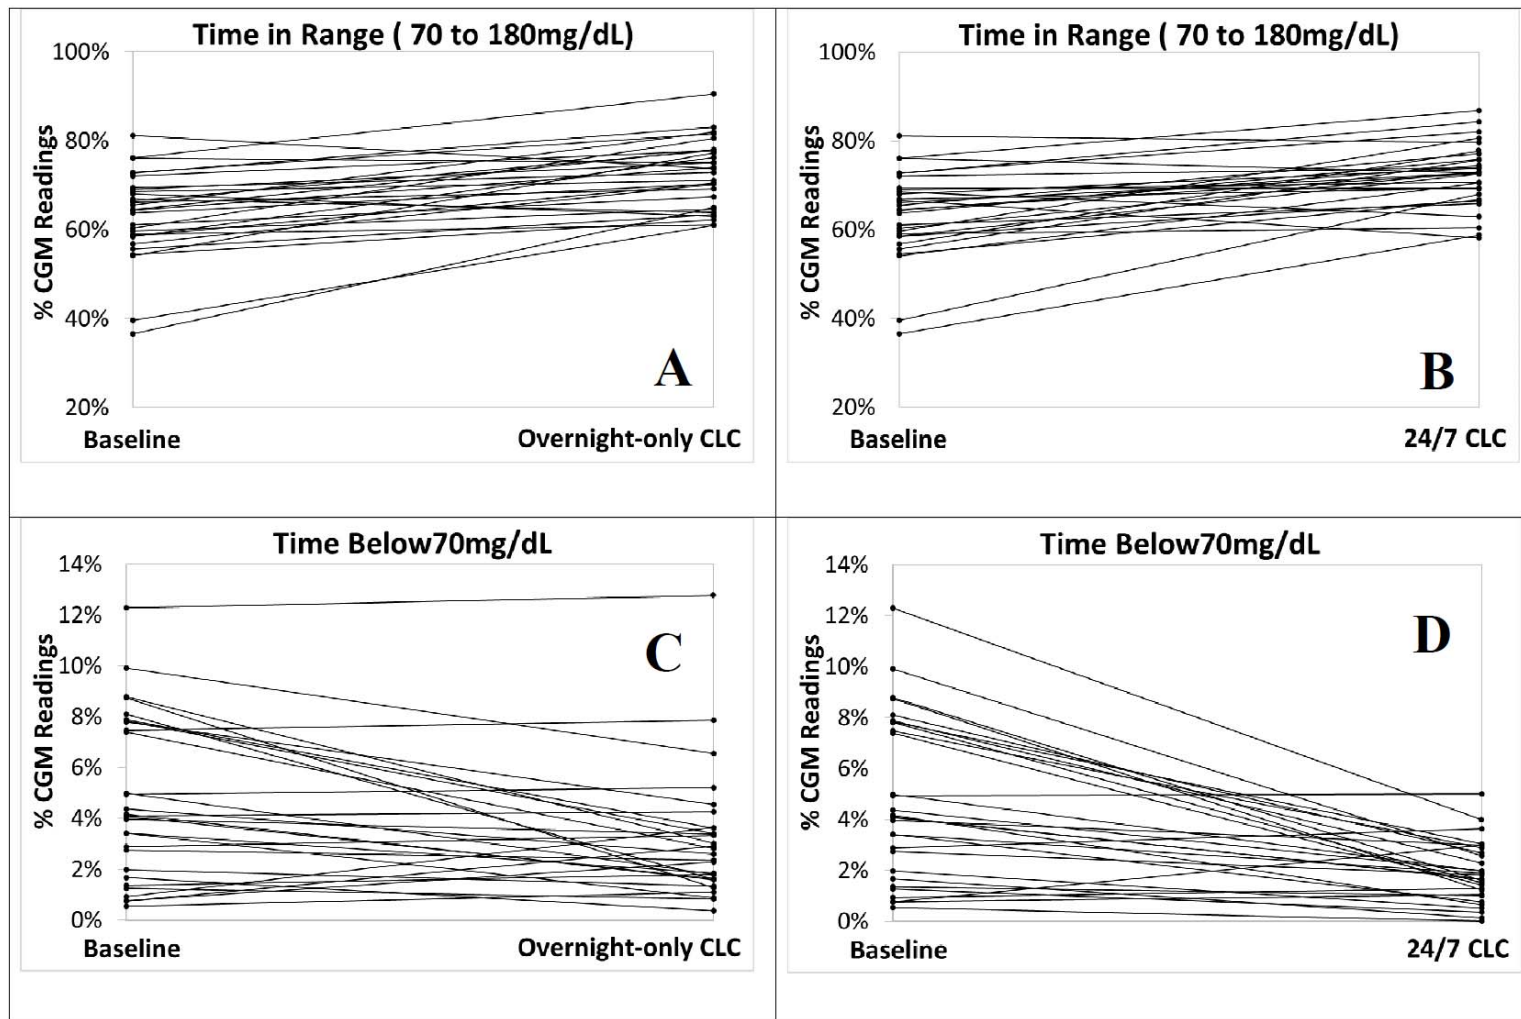 Time in Range ( 70 to 180mg/dL)
% CGM Readings
100%
80%
60%
40%
20%
A
Baseline
Overnight-only CLC
Time in Range ( 70 to 180mg/dL)
% CGM Readings
100%
80%
60%
40%
20%
B
Baseline
24/7 CLC
Time Below70mg/dL
% CGM Readings
14%
12%
10%
8%
6%
4%
2%
0%
C
Baseline
Overnight-only CLC
Time Below70mg/dL
% CGM Readings
14%
12%
10%
8%
6%
4%
2%
0%
D
Baseline
24/7 CLC